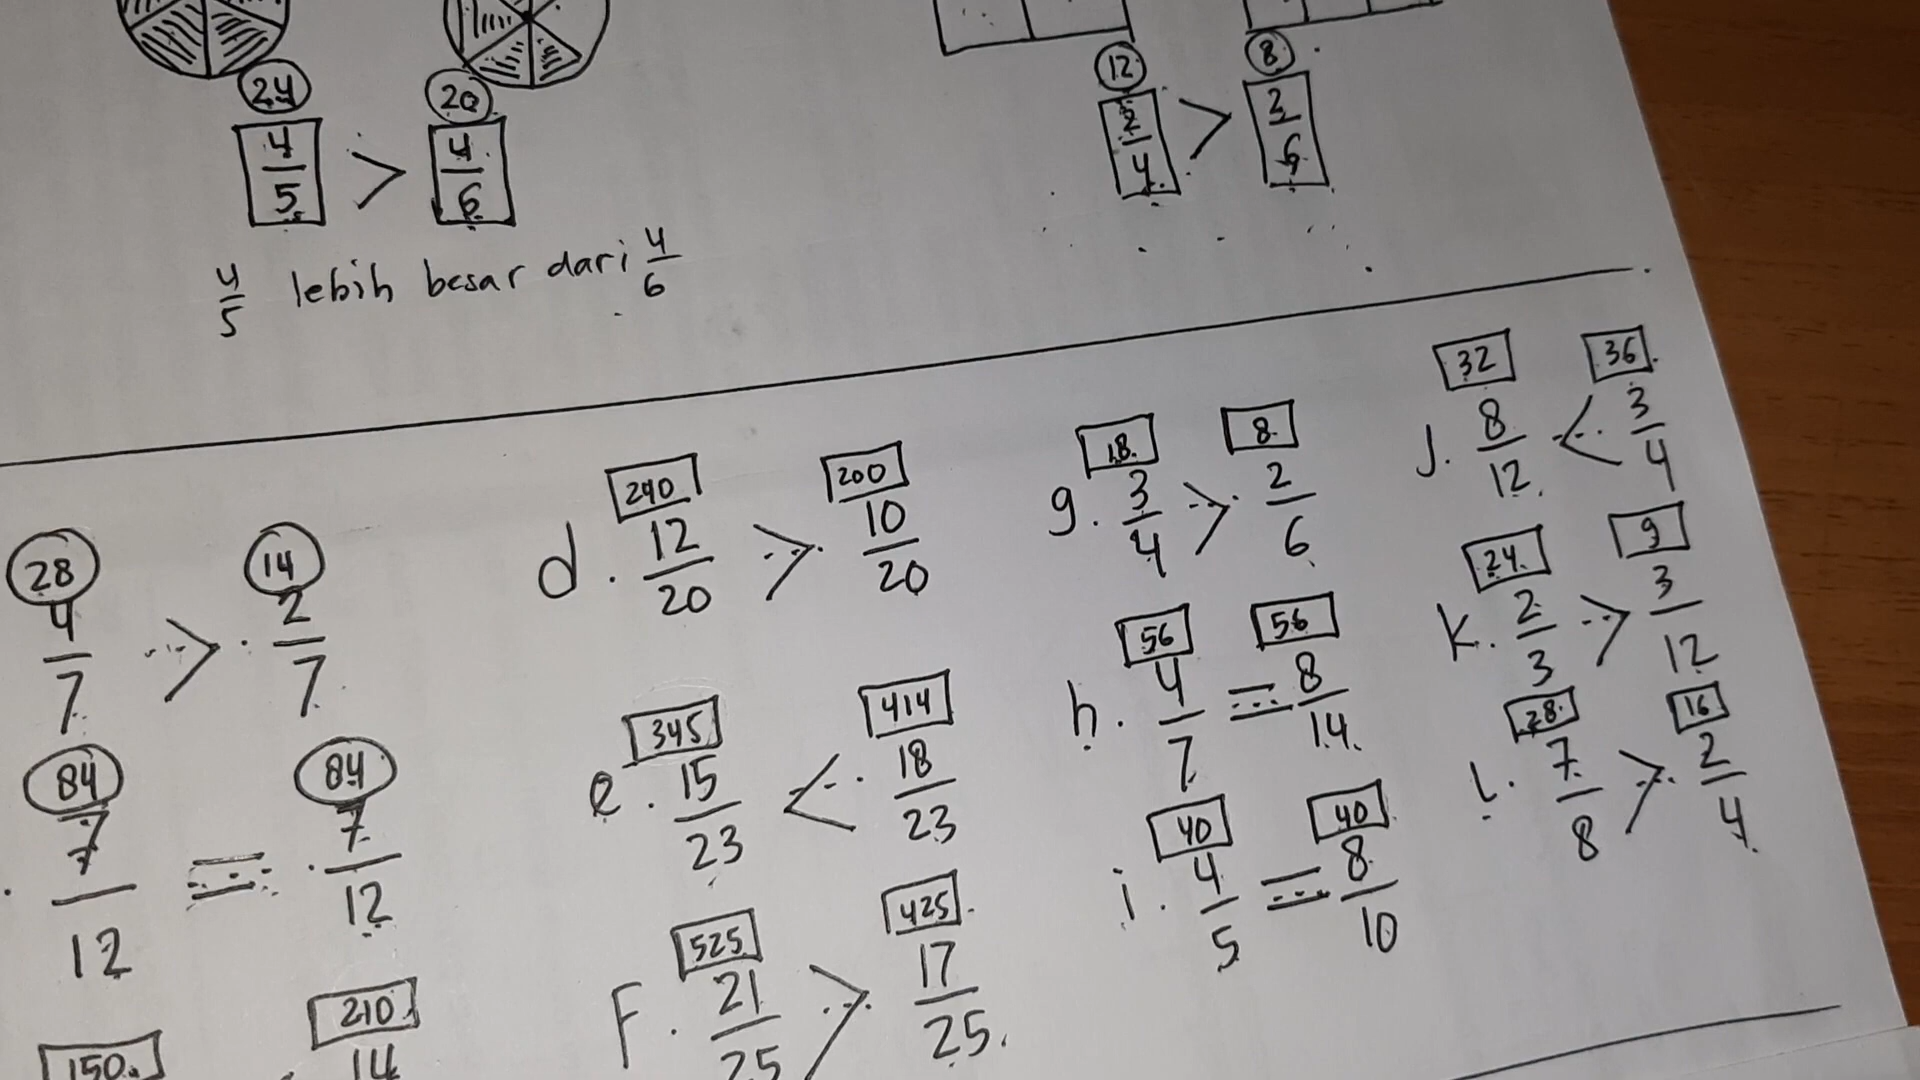 24 20
4/5 > 4/6
4/5 lebih besar dari 4/6
12 8
2/4 > 2/6
28 14
4/7 > 2/7
84 84
7/12 = 7/12
150 210
14
240 200
d. 12/20 > 10/20
345 414
e. 15/23 < 18/23
525 425
F. 21/25 > 17/25
18 8
g. 3/4 > 2/6
56 56
h. 4/7 = 8/14
40 40
i. 4/5 = 8/10
32 36
J. 8/12 < 3/4
24 9
K. 2/3 > 3/12
28 16
l. 7/8 > 2/4